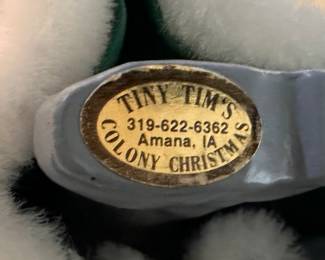 TINY TIM'S
319-622-6362
Amana, IA
COLONY CHRISTMAS